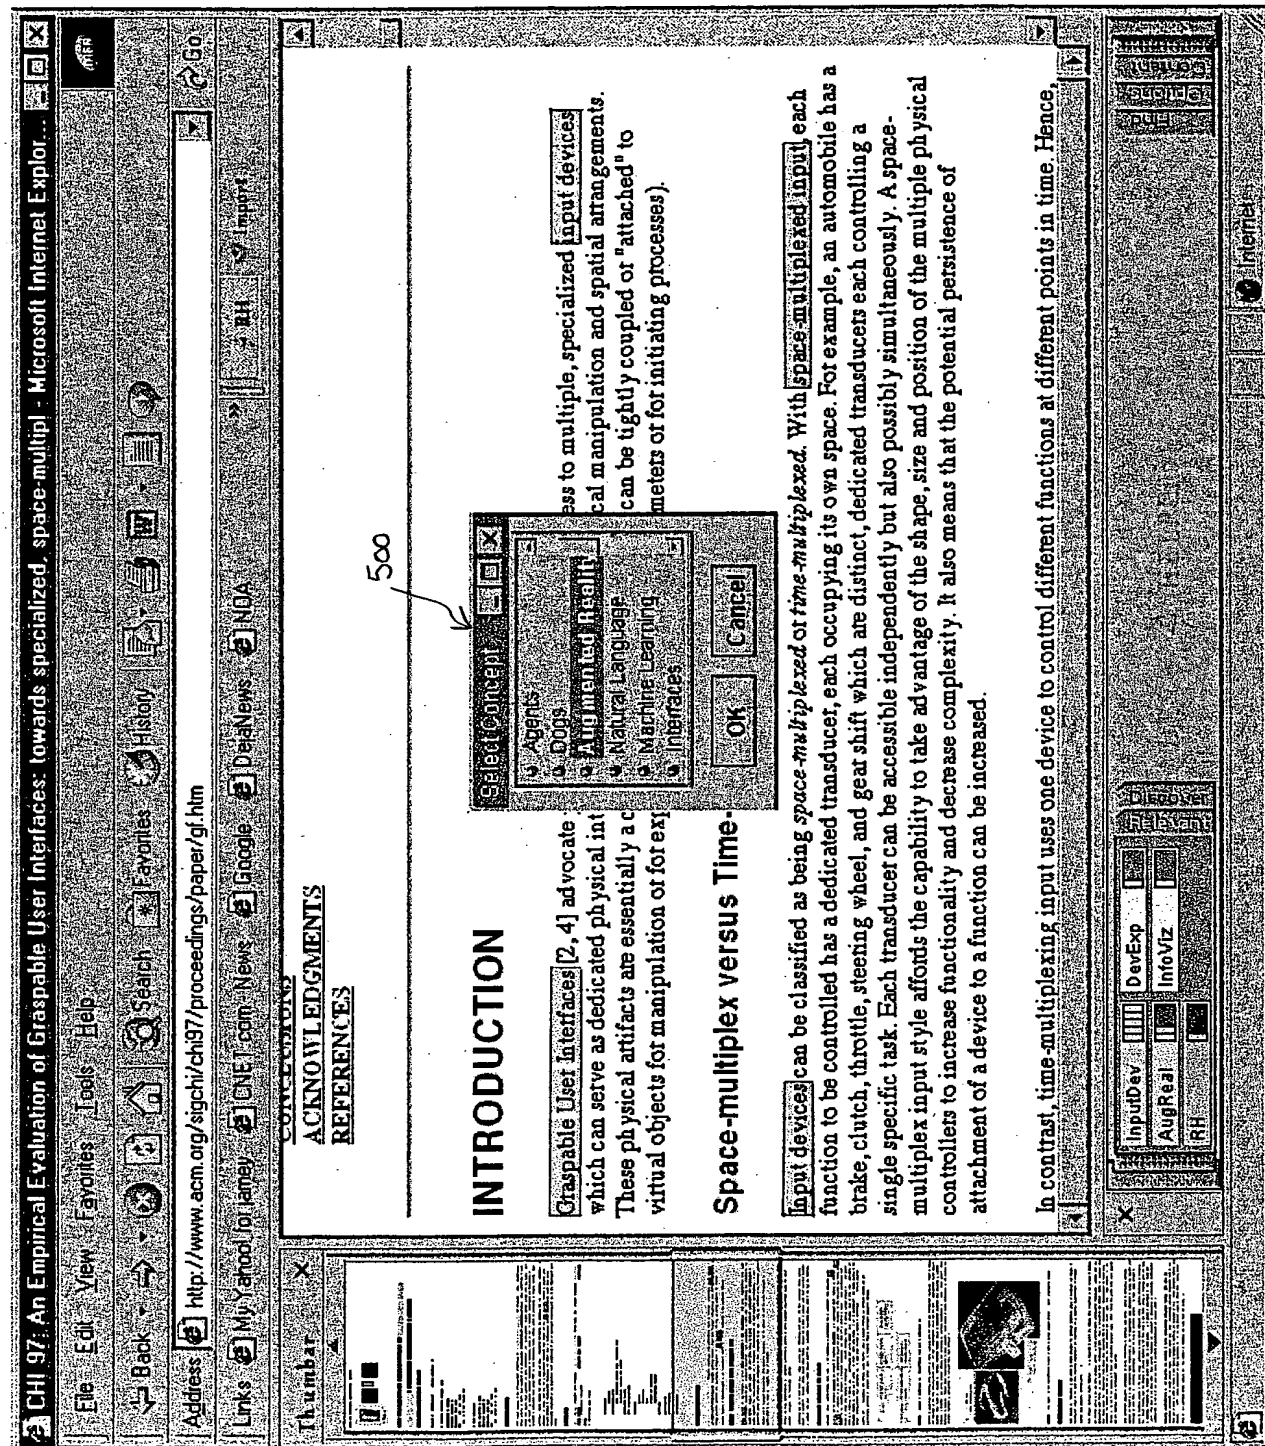 CHI 97: An Empirical Evaluation of Graspable User Interfaces: towards specialized, space-multipl - Microsoft Internet Explor...
File Edit View Favorites Tools Help
Back Search Favorites History
Address http://www.acm.org/sigchi/chi97/proceedings/paper/gf.htm Go
Links My Yahoo! for jamey CNET.com News Google DejaNews NDA » RH Import
Thumbar X
ACKNOWLEDGMENTS
REFERENCES
500
INTRODUCTION
Graspable User Interfaces [2, 4] advocate ess to multiple, specialized input devices
which can serve as dedicated physical int cal manipulation and spatial arrangements.
These physical artifacts are essentially a c can be tightly coupled or "attached" to
virtual objects for manipulation or for exp meters or for initiating processes).
Select Concept
Agents
Dogs
Augmented Realit
Natural Language
Machine Learning
Interfaces
OK Cancel
Space-multiplex versus Time-
Input devices can be classified as being space-multiplexed or time-multiplexed. With space-multiplexed input, each
function to be controlled has a dedicated transducer, each occupying its own space. For example, an automobile has a
brake, clutch, throttle, steering wheel, and gear shift which are distinct, dedicated transducers each controlling a
single specific task. Each transducer can be accessible independently but also possibly simultaneously. A space-
multiplex input style affords the capability to take advantage of the shape, size and position of the multiple physical
controllers to increase functionality and decrease complexity. It also means that the potential persistence of
attachment of a device to a function can be increased.
In contrast, time-multiplexing input uses one device to control different functions at different points in time. Hence,
X
InputDev DevExp
AugReal InfoViz
RH
Relevant
Discover
Find
Options
Content
Internet